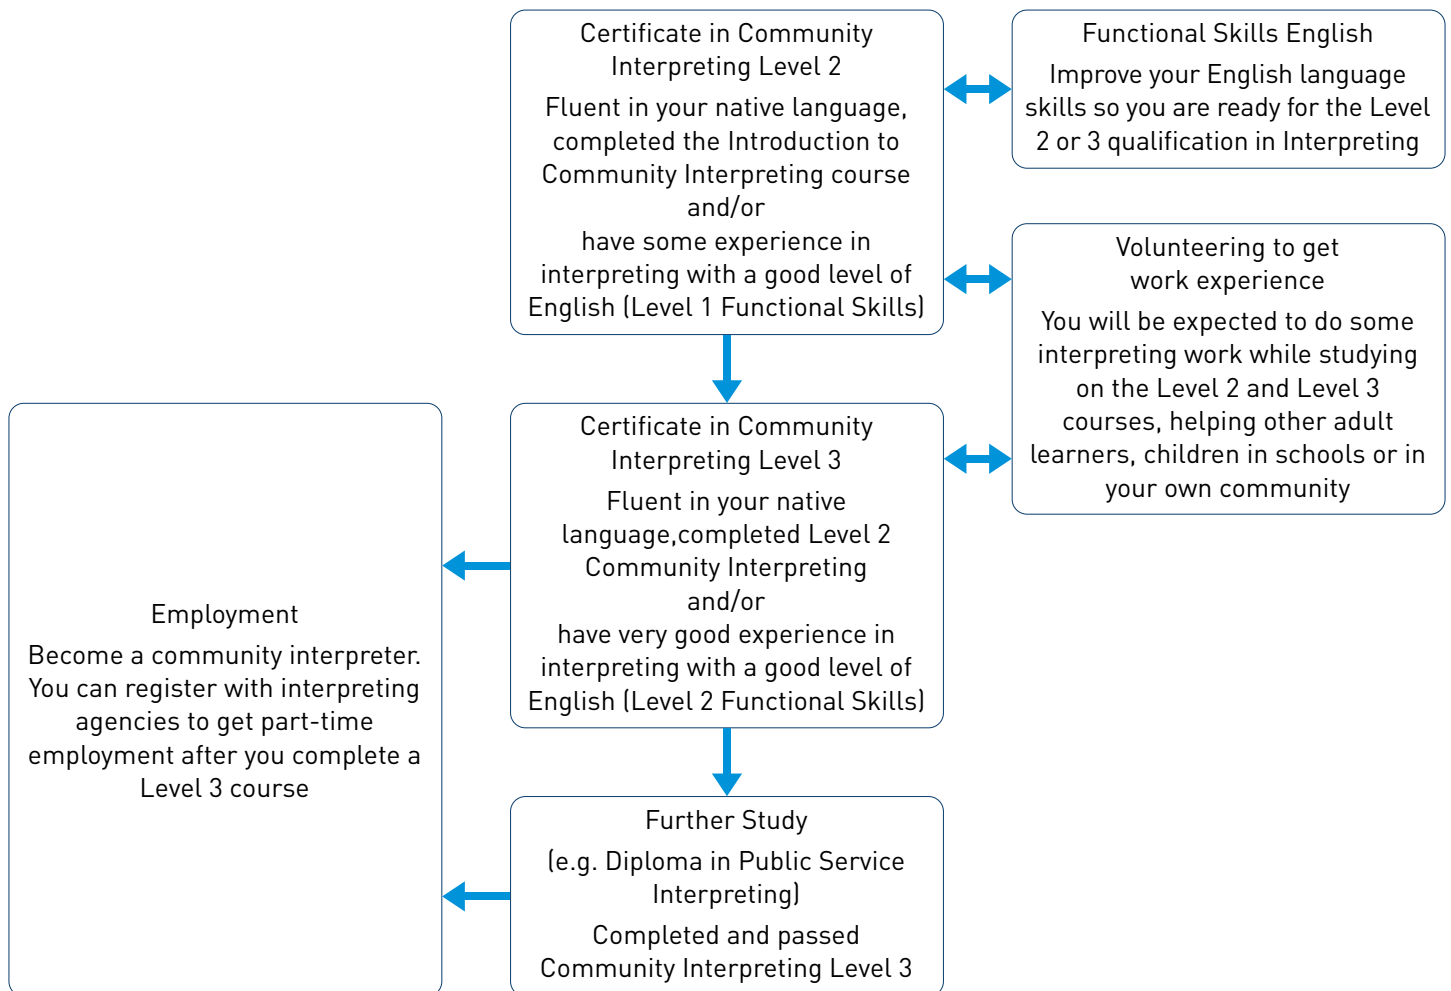 Certificate in Community
Interpreting Level 2
Fluent in your native language,
completed the Introduction to
Community Interpreting course
and/or
have some experience in
interpreting with a good level of
English (Level 1 Functional Skills)
Functional Skills English
Improve your English language
skills so you are ready for the Level
2 or 3 qualification in Interpreting
Volunteering to get
work experience
You will be expected to do some
interpreting work while studying
on the Level 2 and Level 3
courses, helping other adult
learners, children in schools or in
your own community
Certificate in Community
Interpreting Level 3
Fluent in your native
language,completed Level 2
Community Interpreting
and/or
have very good experience in
interpreting with a good level of
English (Level 2 Functional Skills)
Employment
Become a community interpreter.
You can register with interpreting
agencies to get part-time
employment after you complete a
Level 3 course
Further Study
(e.g. Diploma in Public Service
Interpreting)
Completed and passed
Community Interpreting Level 3